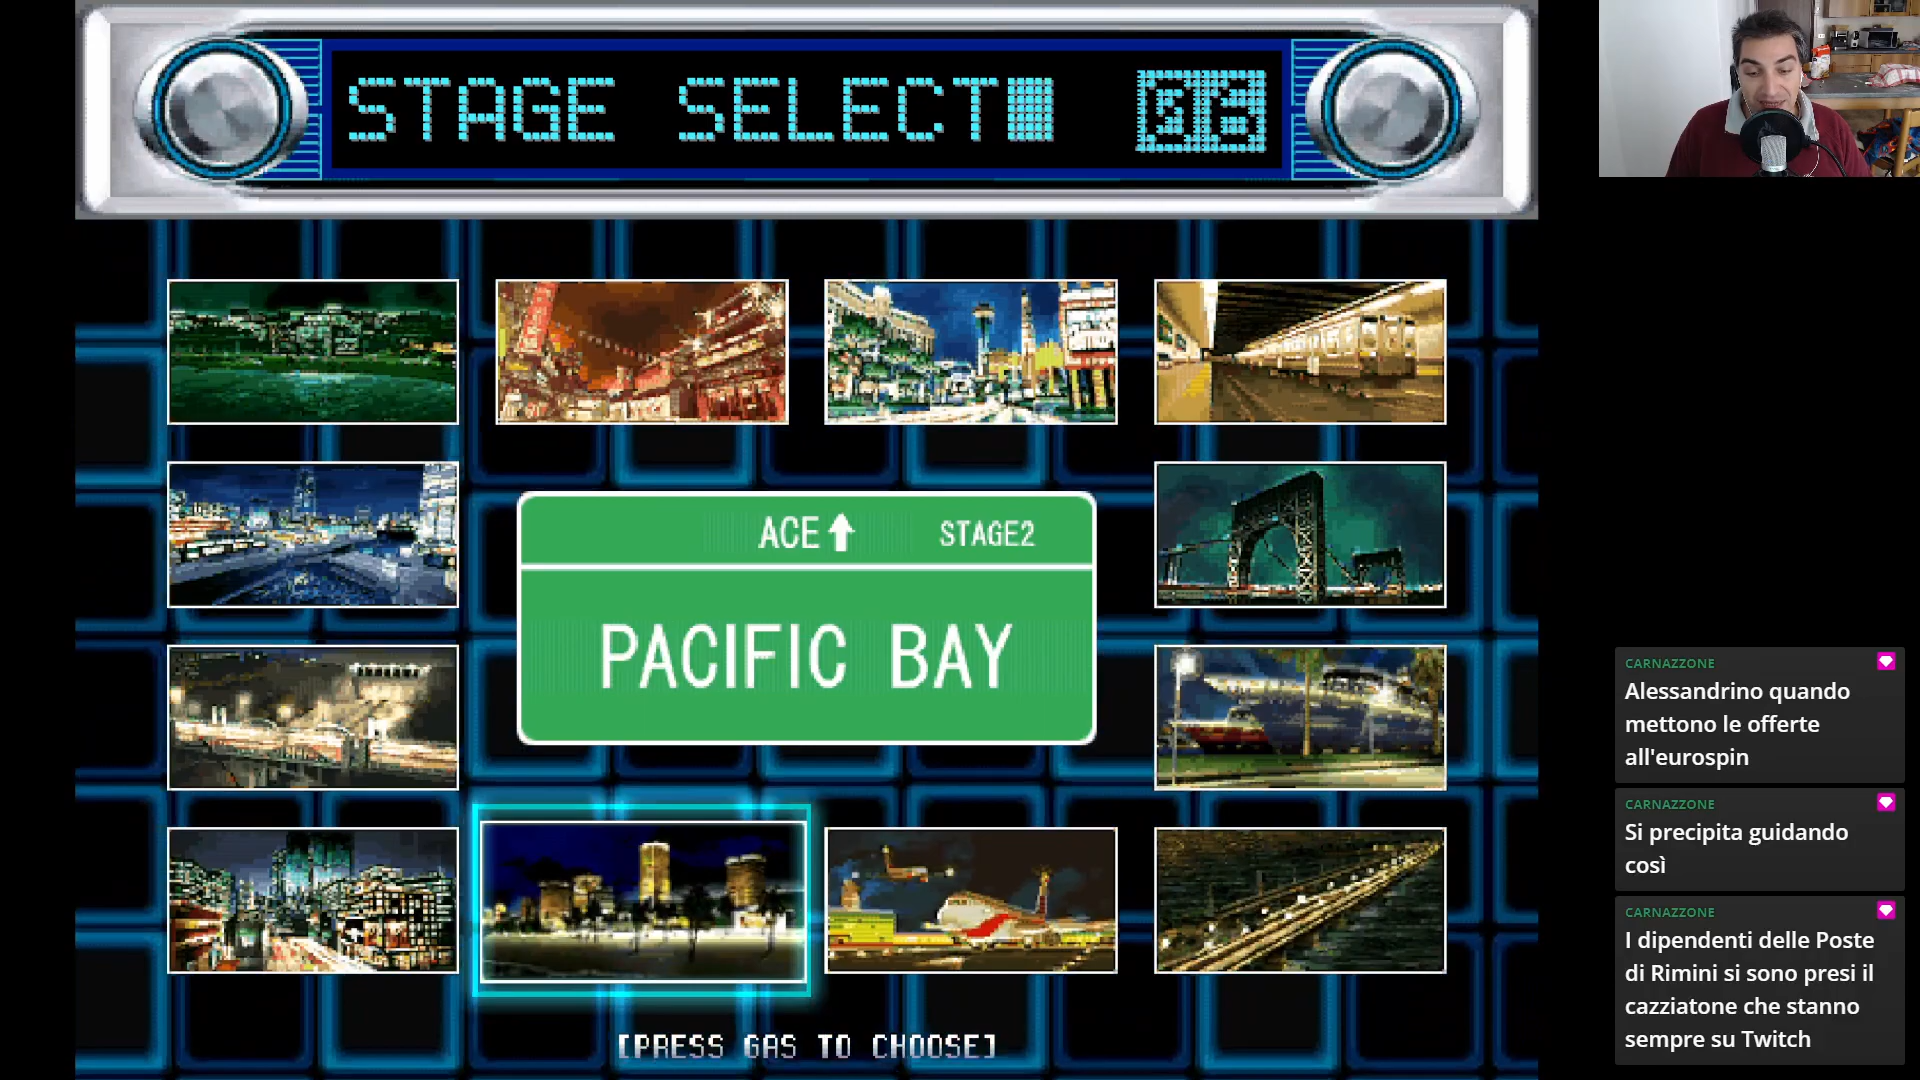 STAGE SELECT
ACE STAGE2
PACIFIC BAY
[PRESS GAS TO CHOOSE]
CARNAZZONE
Alessandrino quando
mettono le offerte
all'eurospin
CARNAZZONE
Si precipita guidando
così
CARNAZZONE
I dipendenti delle Poste
di Rimini si sono presi il
cazziatone che stanno
sempre su Twitch